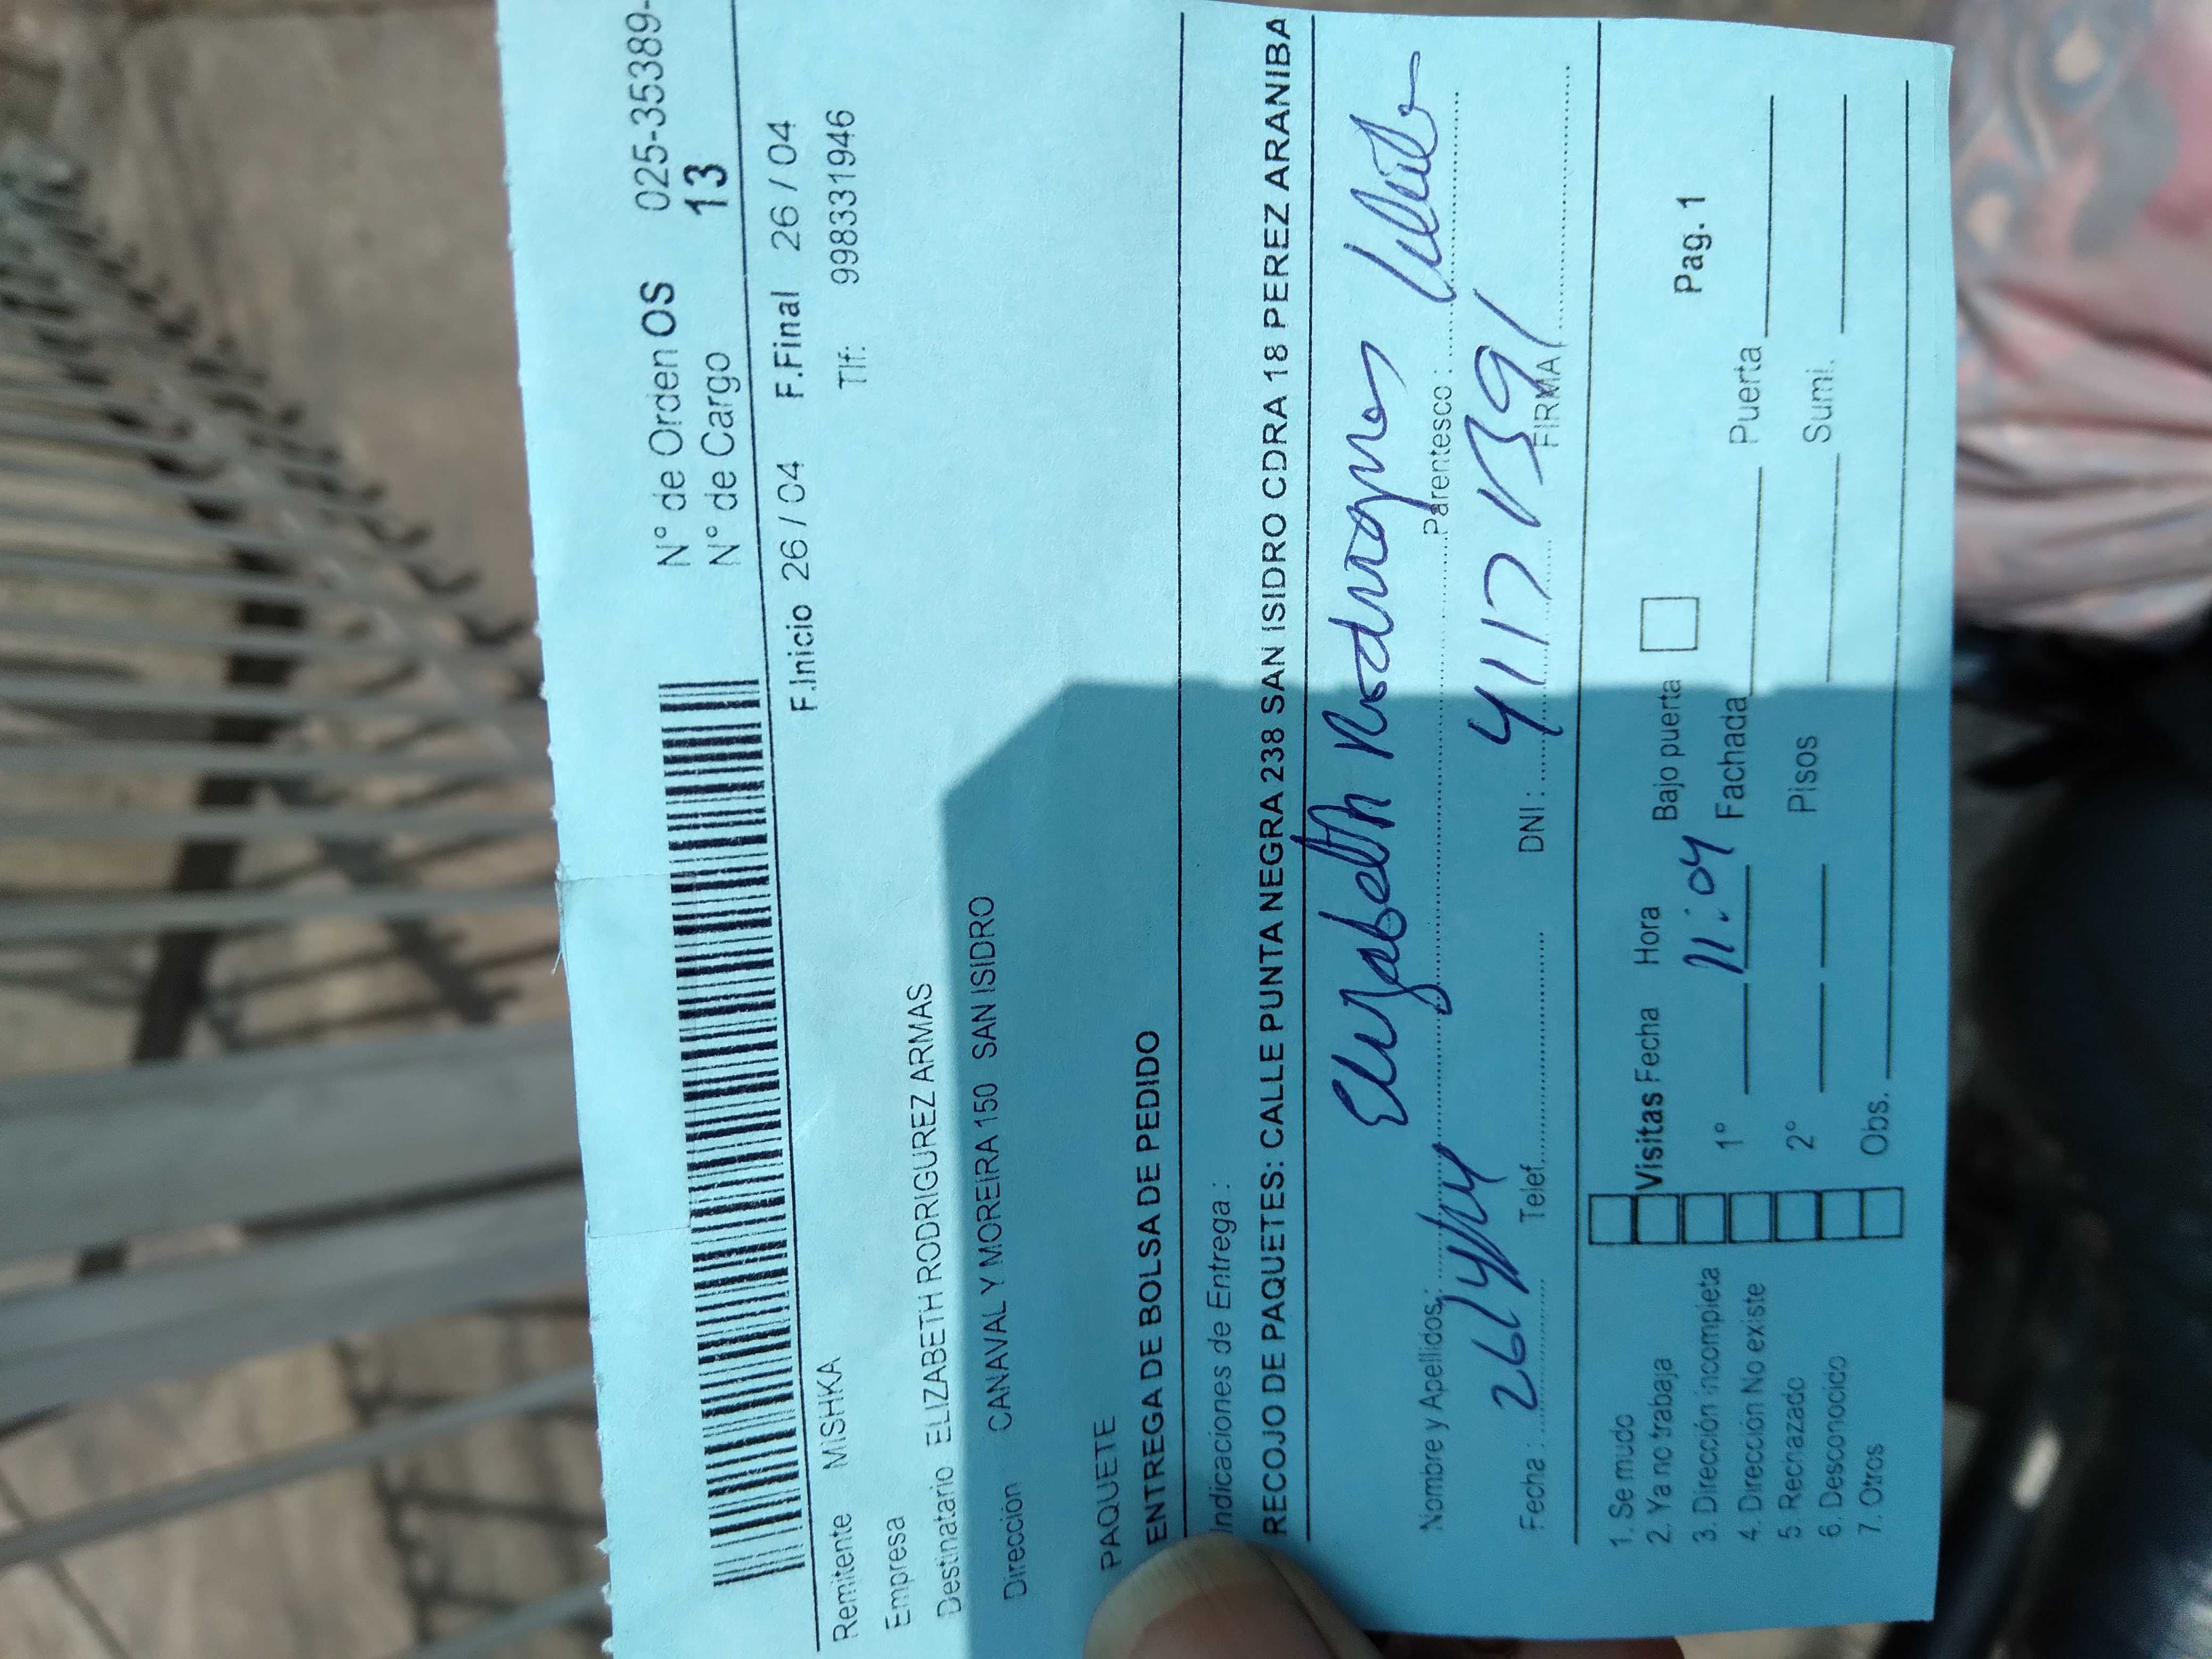 N° de Orden OS 025-35389-
N° de Cargo 13
F.Inicio 26/04 F.Final 26/04
Remitente MISHKA Tlf: 998331946
Empresa
Destinatario ELIZABETH RODRIGUREZ ARMAS
Dirección CANAVAL Y MOREIRA 150 SAN ISIDRO
PAQUETE
ENTREGA DE BOLSA DE PEDIDO
Indicaciones de Entrega :
RECOJO DE PAQUETES: CALLE PUNTA NEGRA 238 SAN ISIDRO CDRA 18 PEREZ ARANIBA
Nombre y Apellidos: Elizabeth Rodriguez Parentesco :
Fecha : Telef. DNI : FIRMA
1. Se mudo
2. Ya no trabaja Visitas Fecha Hora Bajo puerta Pag. 1
3. Dirección incompleta 1° 11:04 Fachada Puerta
4. Dirección No existe
5. Rechazado 2° Pisos Sumi.
6. Desconocido
7. Otros Obs.